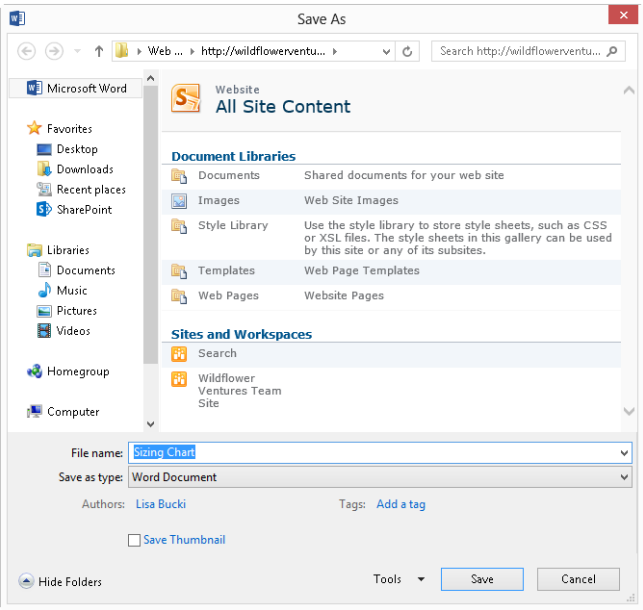 Save As
Web ... http://wildflowerventu...
Search http://wildflowerventu...
Microsoft Word
Favorites
Desktop
Downloads
Recent places
SharePoint
Libraries
Documents
Music
Pictures
Videos
Homegroup
Computer
Website
All Site Content
Document Libraries
Documents Shared documents for your web site
Images Web Site Images
Style Library Use the style library to store style sheets, such as CSS
or XSL files. The style sheets in this gallery can be used
by this site or any of its subsites.
Templates Web Page Templates
Web Pages Website Pages
Sites and Workspaces
Search
Wildflower
Ventures Team
Site
File name: Sizing Chart
Save as type: Word Document
Authors: Lisa Bucki Tags: Add a tag
Save Thumbnail
Hide Folders Tools Save Cancel